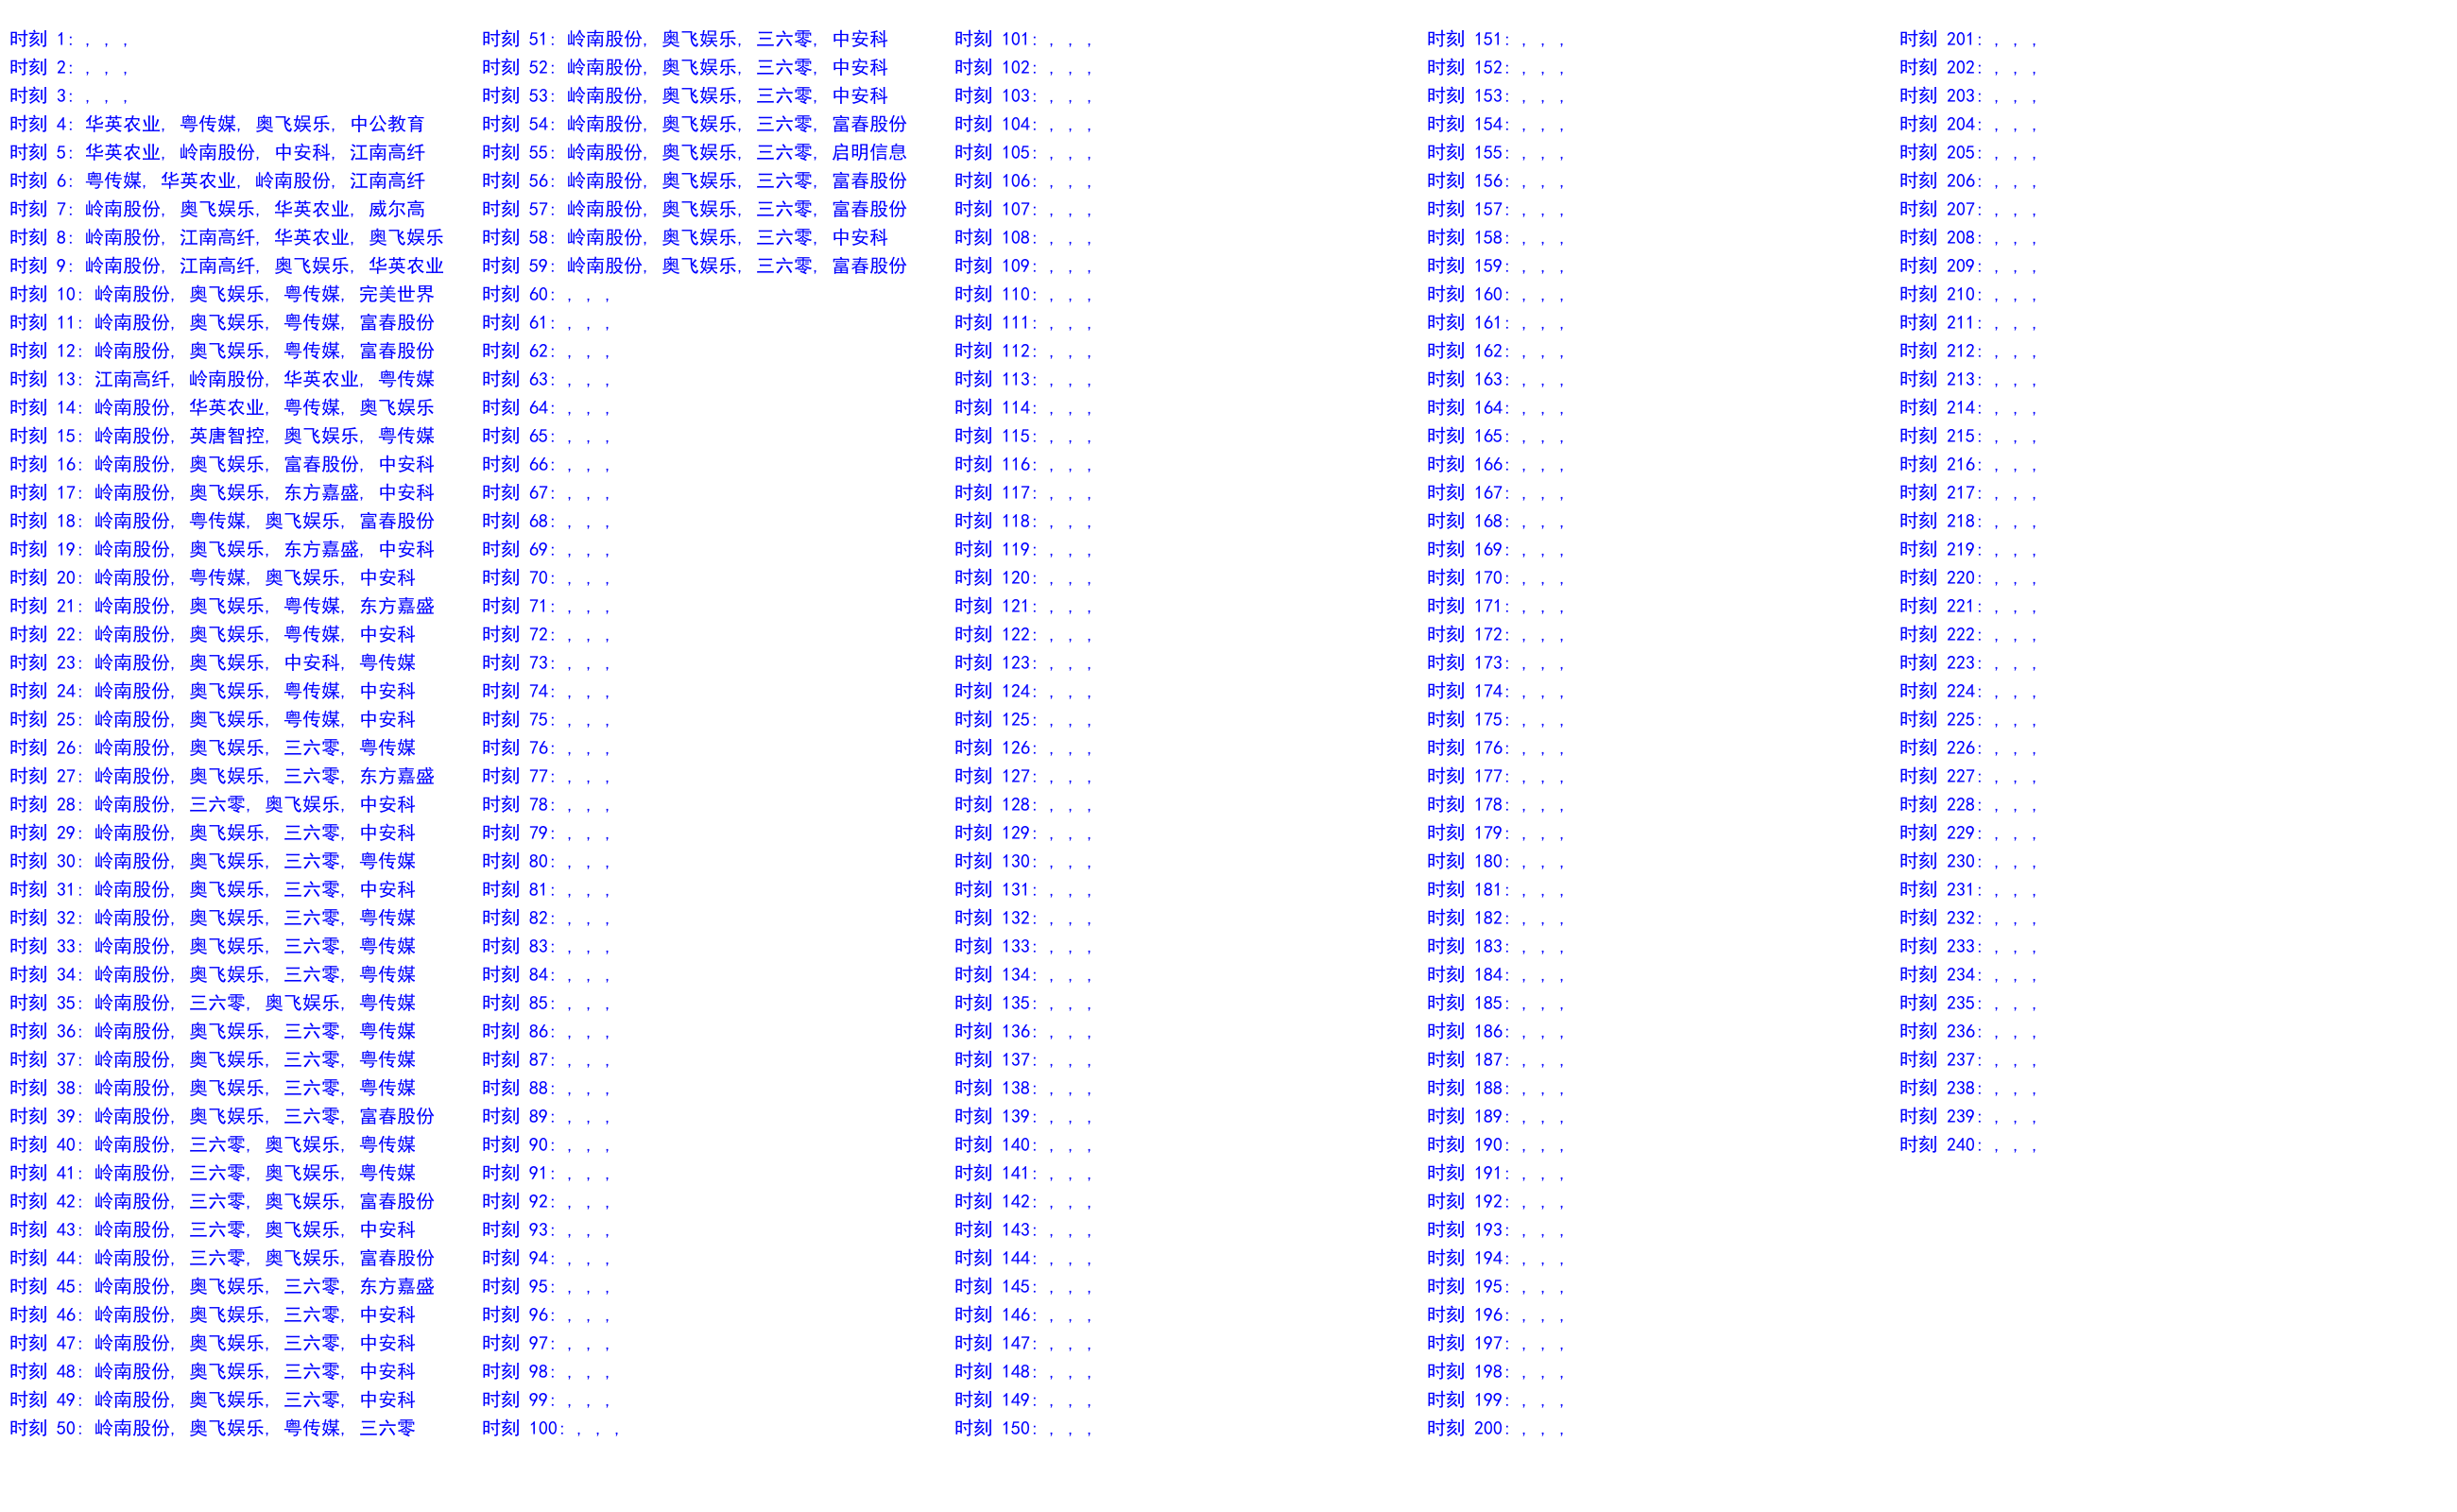 时刻 1: , , ,
时刻 2: , , ,
时刻 3: , , ,
时刻 4: 华英农业, 粤传媒, 奥飞娱乐, 中公教育
时刻 5: 华英农业, 岭南股份, 中安科, 江南高纤
时刻 6: 粤传媒, 华英农业, 岭南股份, 江南高纤
时刻 7: 岭南股份, 奥飞娱乐, 华英农业, 威尔高
时刻 8: 岭南股份, 江南高纤, 华英农业, 奥飞娱乐
时刻 9: 岭南股份, 江南高纤, 奥飞娱乐, 华英农业
时刻 10: 岭南股份, 奥飞娱乐, 粤传媒, 完美世界
时刻 11: 岭南股份, 奥飞娱乐, 粤传媒, 富春股份
时刻 12: 岭南股份, 奥飞娱乐, 粤传媒, 富春股份
时刻 13: 江南高纤, 岭南股份, 华英农业, 粤传媒
时刻 14: 岭南股份, 华英农业, 粤传媒, 奥飞娱乐
时刻 15: 岭南股份, 英唐智控, 奥飞娱乐, 粤传媒
时刻 16: 岭南股份, 奥飞娱乐, 富春股份, 中安科
时刻 17: 岭南股份, 奥飞娱乐, 东方嘉盛, 中安科
时刻 18: 岭南股份, 粤传媒, 奥飞娱乐, 富春股份
时刻 19: 岭南股份, 奥飞娱乐, 东方嘉盛, 中安科
时刻 20: 岭南股份, 粤传媒, 奥飞娱乐, 中安科
时刻 21: 岭南股份, 奥飞娱乐, 粤传媒, 东方嘉盛
时刻 22: 岭南股份, 奥飞娱乐, 粤传媒, 中安科
时刻 23: 岭南股份, 奥飞娱乐, 中安科, 粤传媒
时刻 24: 岭南股份, 奥飞娱乐, 粤传媒, 中安科
时刻 25: 岭南股份, 奥飞娱乐, 粤传媒, 中安科
时刻 26: 岭南股份, 奥飞娱乐, 三六零, 粤传媒
时刻 27: 岭南股份, 奥飞娱乐, 三六零, 东方嘉盛
时刻 28: 岭南股份, 三六零, 奥飞娱乐, 中安科
时刻 29: 岭南股份, 奥飞娱乐, 三六零, 中安科
时刻 30: 岭南股份, 奥飞娱乐, 三六零, 粤传媒
时刻 31: 岭南股份, 奥飞娱乐, 三六零, 中安科
时刻 32: 岭南股份, 奥飞娱乐, 三六零, 粤传媒
时刻 33: 岭南股份, 奥飞娱乐, 三六零, 粤传媒
时刻 34: 岭南股份, 奥飞娱乐, 三六零, 粤传媒
时刻 35: 岭南股份, 三六零, 奥飞娱乐, 粤传媒
时刻 36: 岭南股份, 奥飞娱乐, 三六零, 粤传媒
时刻 37: 岭南股份, 奥飞娱乐, 三六零, 粤传媒
时刻 38: 岭南股份, 奥飞娱乐, 三六零, 粤传媒
时刻 39: 岭南股份, 奥飞娱乐, 三六零, 富春股份
时刻 40: 岭南股份, 三六零, 奥飞娱乐, 粤传媒
时刻 41: 岭南股份, 三六零, 奥飞娱乐, 粤传媒
时刻 42: 岭南股份, 三六零, 奥飞娱乐, 富春股份
时刻 43: 岭南股份, 三六零, 奥飞娱乐, 中安科
时刻 44: 岭南股份, 三六零, 奥飞娱乐, 富春股份
时刻 45: 岭南股份, 奥飞娱乐, 三六零, 东方嘉盛
时刻 46: 岭南股份, 奥飞娱乐, 三六零, 中安科
时刻 47: 岭南股份, 奥飞娱乐, 三六零, 中安科
时刻 48: 岭南股份, 奥飞娱乐, 三六零, 中安科
时刻 49: 岭南股份, 奥飞娱乐, 三六零, 中安科
时刻 50: 岭南股份, 奥飞娱乐, 粤传媒, 三六零
时刻 51: 岭南股份, 奥飞娱乐, 三六零, 中安科
时刻 52: 岭南股份, 奥飞娱乐, 三六零, 中安科
时刻 53: 岭南股份, 奥飞娱乐, 三六零, 中安科
时刻 54: 岭南股份, 奥飞娱乐, 三六零, 富春股份
时刻 55: 岭南股份, 奥飞娱乐, 三六零, 启明信息
时刻 56: 岭南股份, 奥飞娱乐, 三六零, 富春股份
时刻 57: 岭南股份, 奥飞娱乐, 三六零, 富春股份
时刻 58: 岭南股份, 奥飞娱乐, 三六零, 中安科
时刻 59: 岭南股份, 奥飞娱乐, 三六零, 富春股份
时刻 60: , , ,
时刻 61: , , ,
时刻 62: , , ,
时刻 63: , , ,
时刻 64: , , ,
时刻 65: , , ,
时刻 66: , , ,
时刻 67: , , ,
时刻 68: , , ,
时刻 69: , , ,
时刻 70: , , ,
时刻 71: , , ,
时刻 72: , , ,
时刻 73: , , ,
时刻 74: , , ,
时刻 75: , , ,
时刻 76: , , ,
时刻 77: , , ,
时刻 78: , , ,
时刻 79: , , ,
时刻 80: , , ,
时刻 81: , , ,
时刻 82: , , ,
时刻 83: , , ,
时刻 84: , , ,
时刻 85: , , ,
时刻 86: , , ,
时刻 87: , , ,
时刻 88: , , ,
时刻 89: , , ,
时刻 90: , , ,
时刻 91: , , ,
时刻 92: , , ,
时刻 93: , , ,
时刻 94: , , ,
时刻 95: , , ,
时刻 96: , , ,
时刻 97: , , ,
时刻 98: , , ,
时刻 99: , , ,
时刻 100: , , ,
时刻 101: , , ,
时刻 102: , , ,
时刻 103: , , ,
时刻 104: , , ,
时刻 105: , , ,
时刻 106: , , ,
时刻 107: , , ,
时刻 108: , , ,
时刻 109: , , ,
时刻 110: , , ,
时刻 111: , , ,
时刻 112: , , ,
时刻 113: , , ,
时刻 114: , , ,
时刻 115: , , ,
时刻 116: , , ,
时刻 117: , , ,
时刻 118: , , ,
时刻 119: , , ,
时刻 120: , , ,
时刻 121: , , ,
时刻 122: , , ,
时刻 123: , , ,
时刻 124: , , ,
时刻 125: , , ,
时刻 126: , , ,
时刻 127: , , ,
时刻 128: , , ,
时刻 129: , , ,
时刻 130: , , ,
时刻 131: , , ,
时刻 132: , , ,
时刻 133: , , ,
时刻 134: , , ,
时刻 135: , , ,
时刻 136: , , ,
时刻 137: , , ,
时刻 138: , , ,
时刻 139: , , ,
时刻 140: , , ,
时刻 141: , , ,
时刻 142: , , ,
时刻 143: , , ,
时刻 144: , , ,
时刻 145: , , ,
时刻 146: , , ,
时刻 147: , , ,
时刻 148: , , ,
时刻 149: , , ,
时刻 150: , , ,
时刻 151: , , ,
时刻 152: , , ,
时刻 153: , , ,
时刻 154: , , ,
时刻 155: , , ,
时刻 156: , , ,
时刻 157: , , ,
时刻 158: , , ,
时刻 159: , , ,
时刻 160: , , ,
时刻 161: , , ,
时刻 162: , , ,
时刻 163: , , ,
时刻 164: , , ,
时刻 165: , , ,
时刻 166: , , ,
时刻 167: , , ,
时刻 168: , , ,
时刻 169: , , ,
时刻 170: , , ,
时刻 171: , , ,
时刻 172: , , ,
时刻 173: , , ,
时刻 174: , , ,
时刻 175: , , ,
时刻 176: , , ,
时刻 177: , , ,
时刻 178: , , ,
时刻 179: , , ,
时刻 180: , , ,
时刻 181: , , ,
时刻 182: , , ,
时刻 183: , , ,
时刻 184: , , ,
时刻 185: , , ,
时刻 186: , , ,
时刻 187: , , ,
时刻 188: , , ,
时刻 189: , , ,
时刻 190: , , ,
时刻 191: , , ,
时刻 192: , , ,
时刻 193: , , ,
时刻 194: , , ,
时刻 195: , , ,
时刻 196: , , ,
时刻 197: , , ,
时刻 198: , , ,
时刻 199: , , ,
时刻 200: , , ,
时刻 201: , , ,
时刻 202: , , ,
时刻 203: , , ,
时刻 204: , , ,
时刻 205: , , ,
时刻 206: , , ,
时刻 207: , , ,
时刻 208: , , ,
时刻 209: , , ,
时刻 210: , , ,
时刻 211: , , ,
时刻 212: , , ,
时刻 213: , , ,
时刻 214: , , ,
时刻 215: , , ,
时刻 216: , , ,
时刻 217: , , ,
时刻 218: , , ,
时刻 219: , , ,
时刻 220: , , ,
时刻 221: , , ,
时刻 222: , , ,
时刻 223: , , ,
时刻 224: , , ,
时刻 225: , , ,
时刻 226: , , ,
时刻 227: , , ,
时刻 228: , , ,
时刻 229: , , ,
时刻 230: , , ,
时刻 231: , , ,
时刻 232: , , ,
时刻 233: , , ,
时刻 234: , , ,
时刻 235: , , ,
时刻 236: , , ,
时刻 237: , , ,
时刻 238: , , ,
时刻 239: , , ,
时刻 240: , , ,